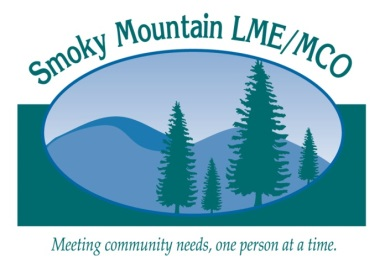 Smoky Mountain LME/MCO
Meeting community needs, one person at a time.